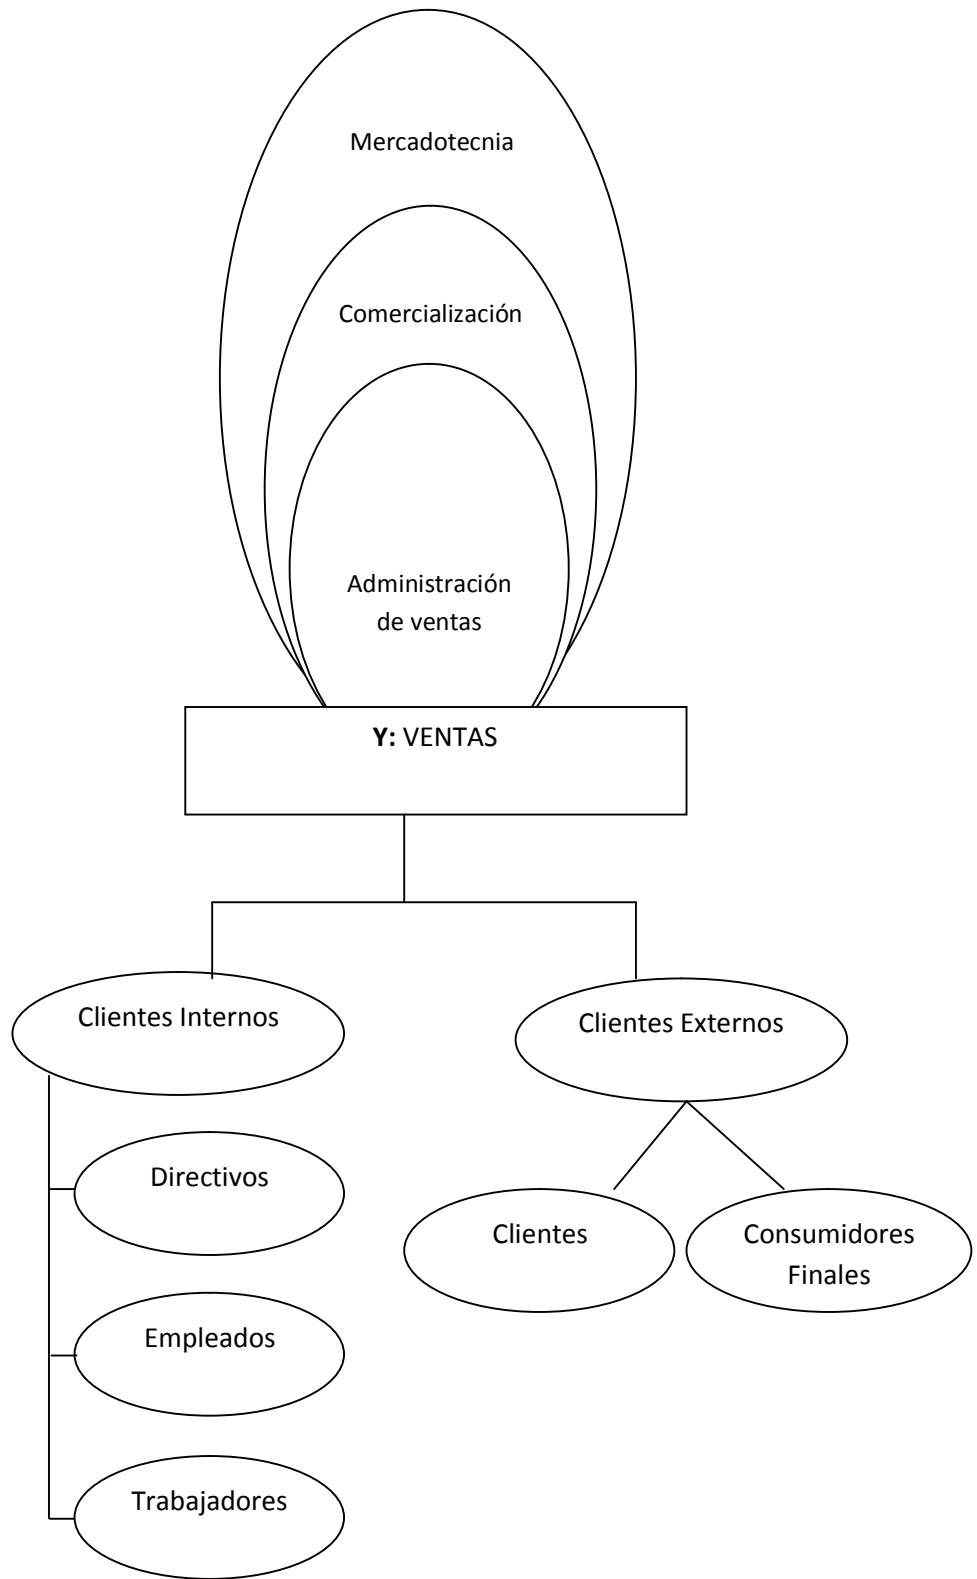 Mercadotecnia
Comercialización
Administración
de ventas
Y: VENTAS
Clientes Internos
Clientes Externos
Directivos
Clientes
Consumidores
Finales
Empleados
Trabajadores